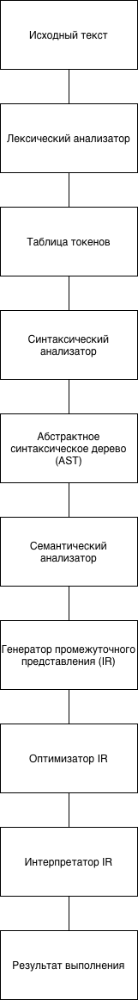 Исходный текст
Лексический анализатор
Таблица токенов
Синтаксический
анализатор
Абстрактное
синтаксическое дерево
(AST)
Семантический
анализатор
Генератор промежуточного
представления (IR)
Оптимизатор IR
Интерпретатор IR
Результат выполнения